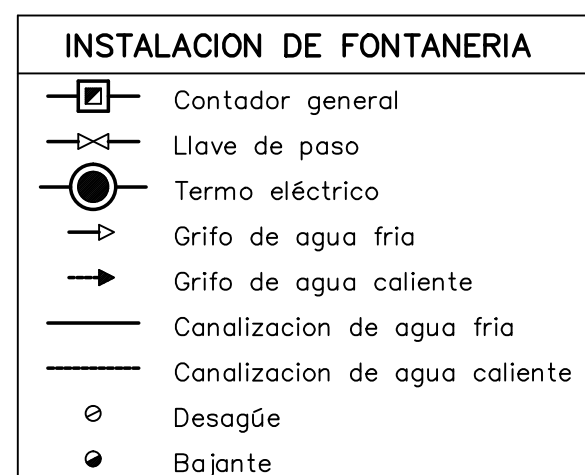 INSTALACION DE FONTANERIA
Contador general
Llave de paso
Termo eléctrico
Grifo de agua fria
Grifo de agua caliente
Canalizacion de agua fria
Canalizacion de agua caliente
Desagúe
Bajante